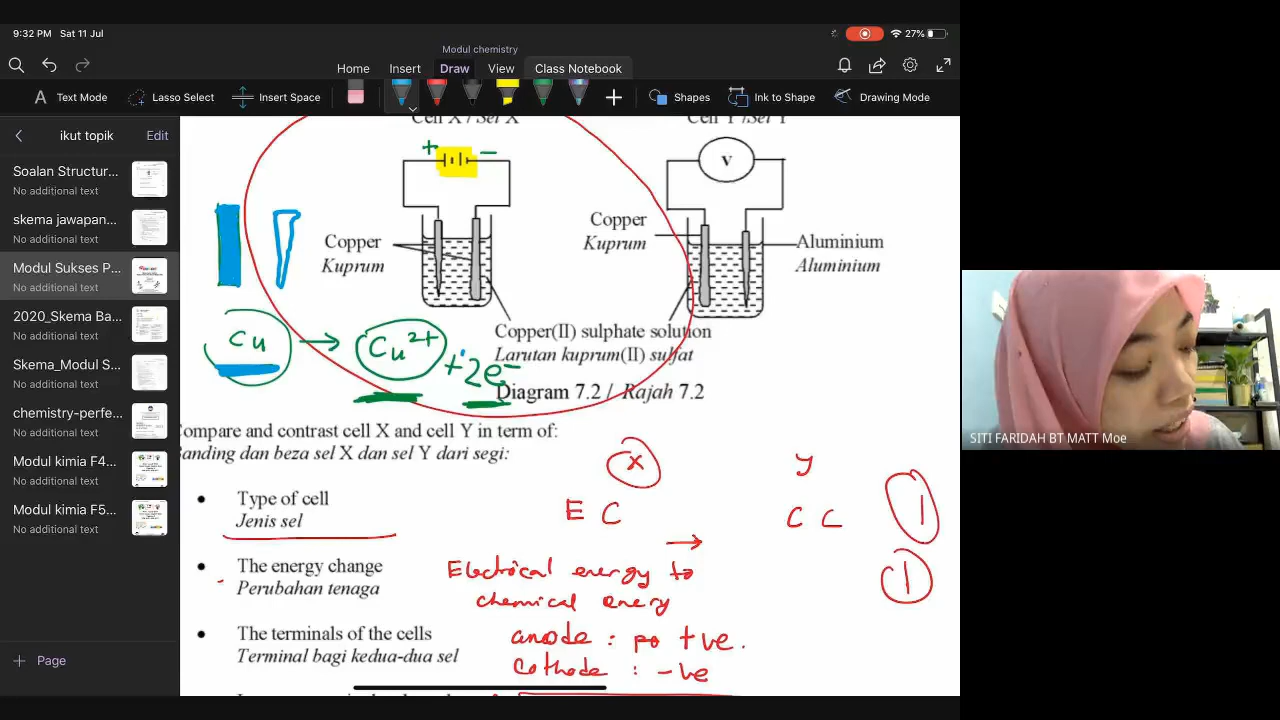 9:32 PM Sat 11 Jul
27%
Modul chemistry
Home Insert Draw View Class Notebook
Text Mode Lasso Select Insert Space Shapes Ink to Shape Drawing Mode
ikut topik Edit
Soalan Structur...
No additional text
skema jawapan...
No additional text
Modul Sukses P...
No additional text
2020_Skema Ba...
No additional text
Skema_Modul S...
No additional text
chemistry-perfe...
No additional text
Modul kimia F4...
No additional text
Modul kimia F5...
No additional text
+ Page
Cell X / Sel X
Cell Y /Sel Y
+ −
V
Copper
Kuprum
Copper
Kuprum
Aluminium
Aluminium
Copper(II) sulphate solution
Larutan kuprum(II) sulfat
Cu → Cu2+ + 2e-
Diagram 7.2 / Rajah 7.2
Compare and contrast cell X and cell Y in term of:
Banding dan beza sel X dan sel Y dari segi:
X y
• Type of cell
Jenis sel
E C C C 1
→
• The energy change
Perubahan tenaga
Electrical energy to
chemical enery
1
• The terminals of the cells
Terminal bagi kedua-dua sel
anode : po +ve.
Cathode : -ve
SITI FARIDAH BT MATT Moe